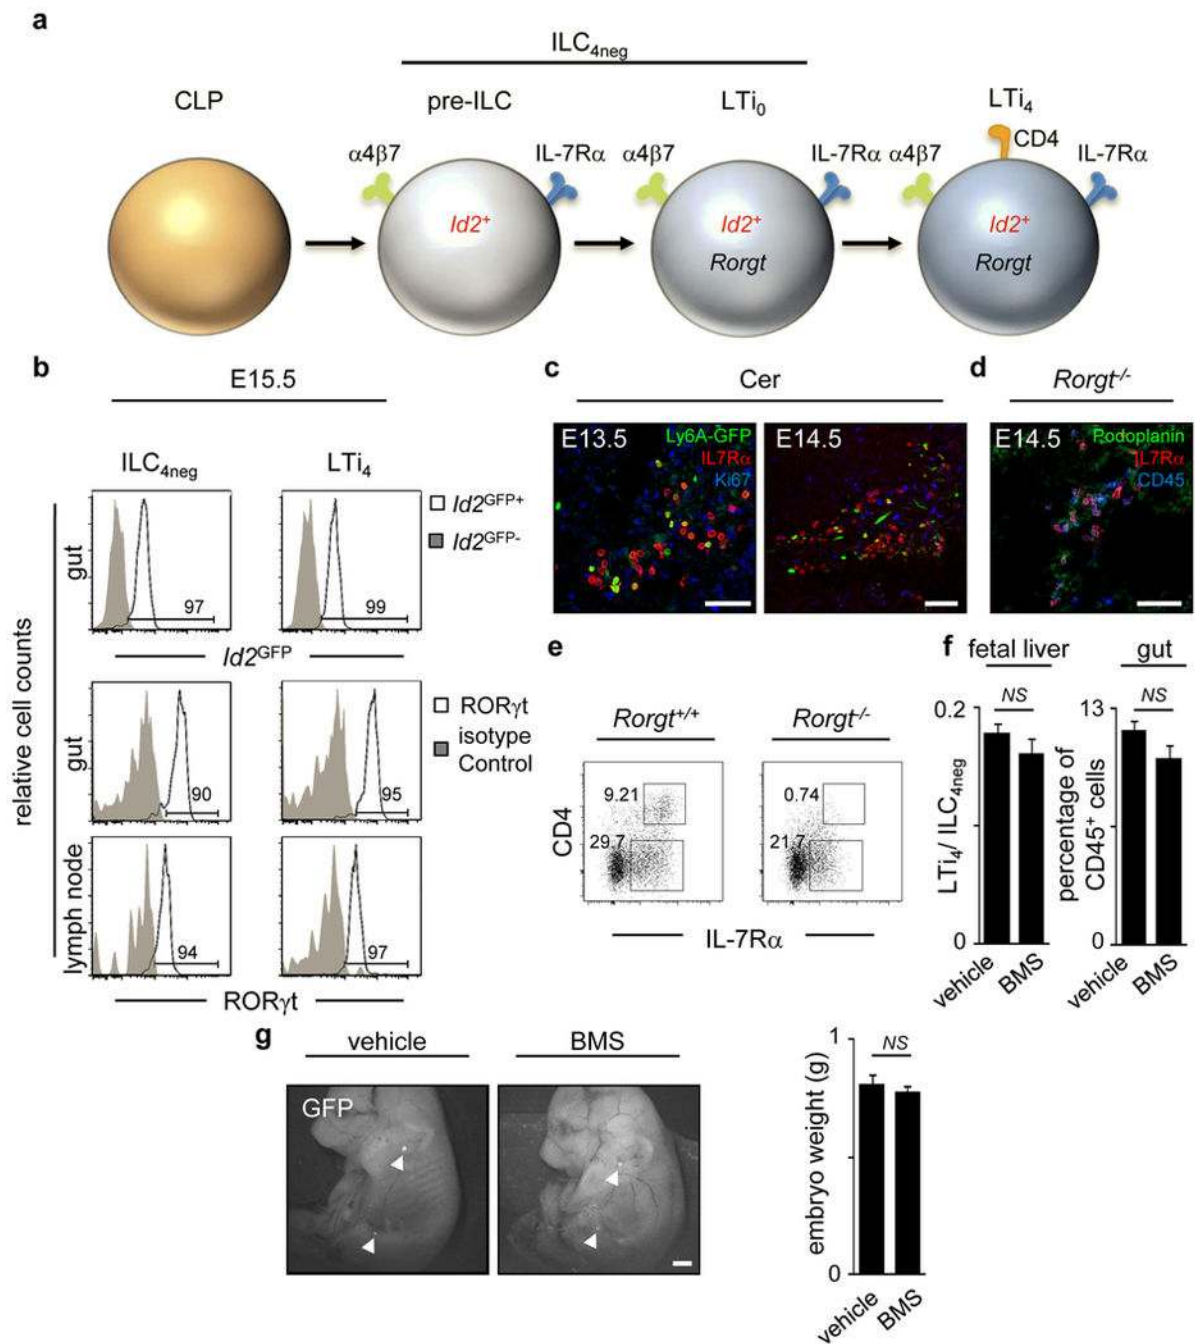 a
ILC4neg
CLP
pre-ILC
LTi0
LTi4
α4β7
IL-7Rα
α4β7
IL-7Rα
α4β7
CD4
IL-7Rα
Id2+
Id2+
Rorgt
Id2+
Rorgt
b
E15.5
ILC4neg
LTi4
relative cell counts
gut
97
99
Id2GFP+
Id2GFP-
Id2GFP
gut
90
95
RORγt
isotype
Control
lymph node
94
97
RORγt
c
Cer
E13.5
Ly6A-GFP
IL7Rα
Ki67
E14.5
d
Rorgt-/-
E14.5
Podoplanin
IL7Rα
CD45
e
Rorgt+/+
Rorgt-/-
CD4
9.21
29.7
0.74
21.7
IL-7Rα
f
fetal liver
gut
NS
NS
LTi4/ ILC4neg
0.2
0
vehicle
BMS
percentage of
CD45+ cells
13
0
vehicle
BMS
g
vehicle
BMS
GFP
embryo weight (g)
1
0
NS
vehicle
BMS